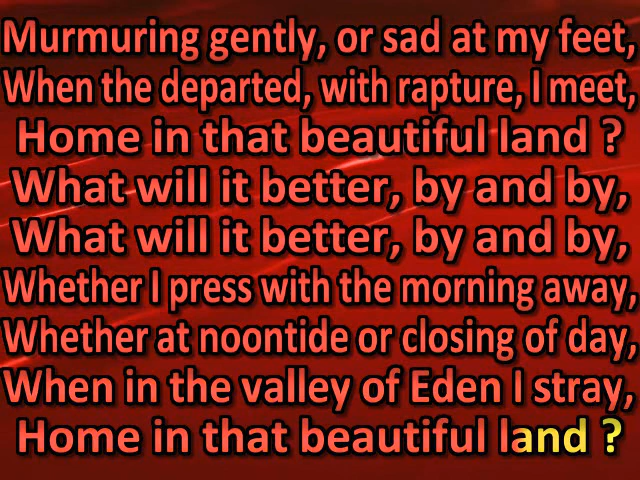 Murmuring gently, or sad at my feet,
When the departed, with rapture, I meet,
Home in that beautiful land ?
What will it better, by and by,
What will it better, by and by,
Whether I press with the morning away,
Whether at noontide or closing of day,
When in the valley of Eden I stray,
Home in that beautiful land ?